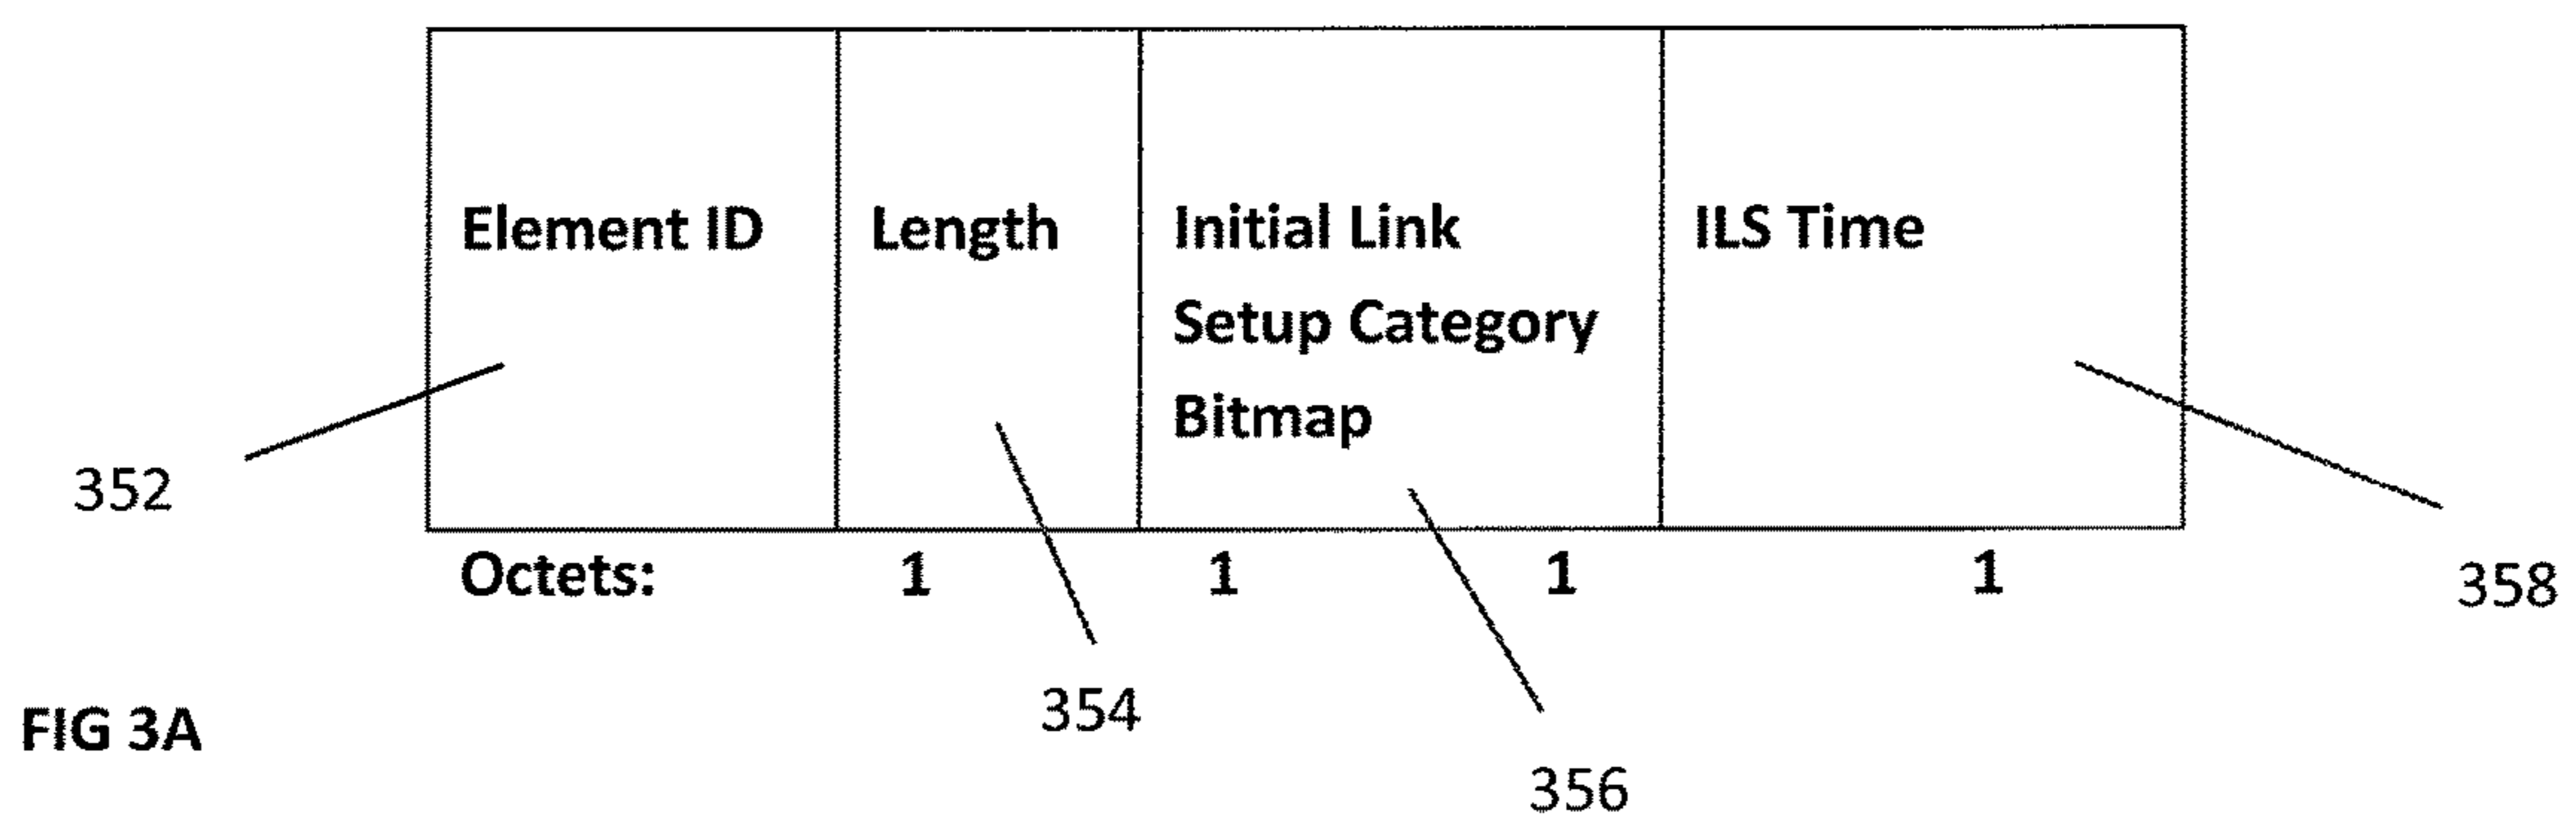 Element ID
Length
Initial Link
Setup Category
Bitmap
ILS Time
352
Octets: 1 1 1 1
358
354
FIG 3A
356